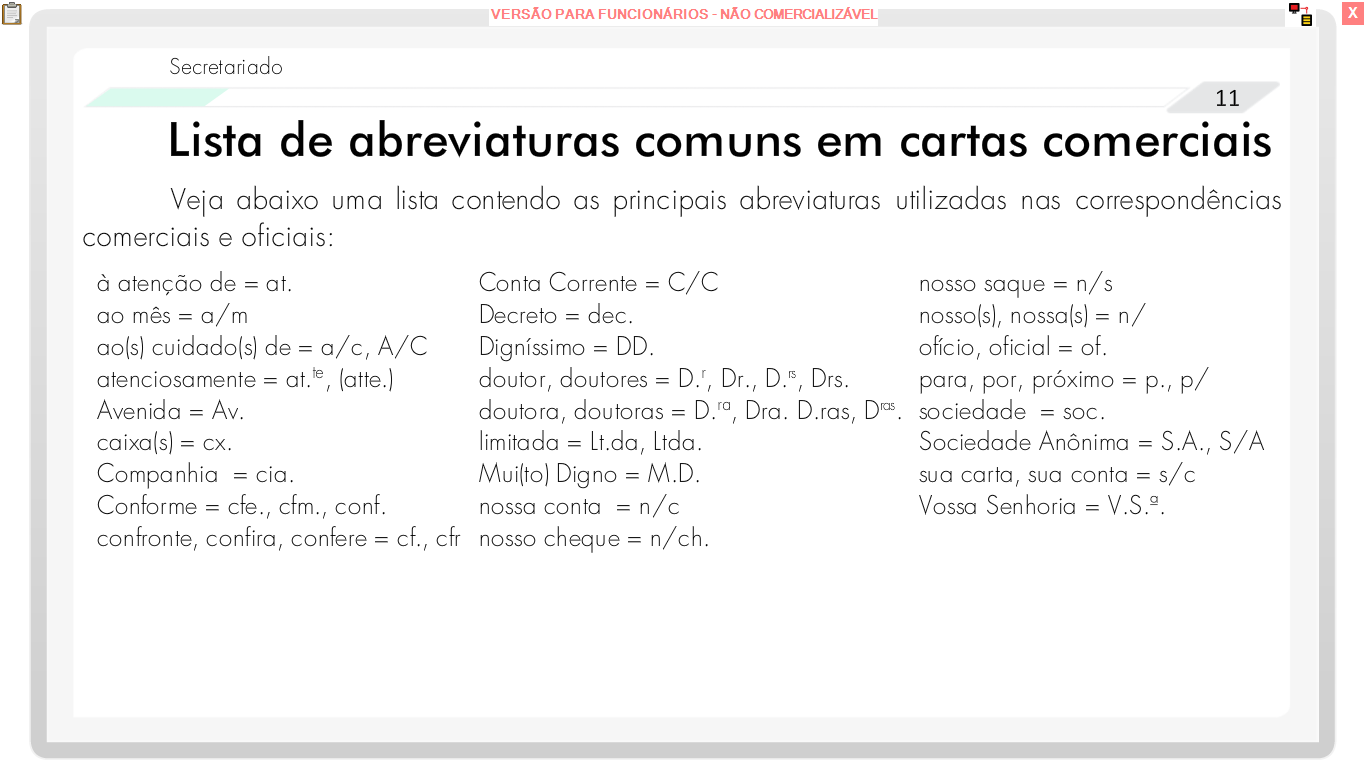 VERSÃO PARA FUNCIONÁRIOS - NÃO COMERCIALIZÁVEL
X
Secretariado
11
Lista de abreviaturas comuns em cartas comerciais
Veja abaixo uma lista contendo as principais abreviaturas utilizadas nas correspondências
comerciais e oficiais:
à atenção de = at.
ao mês = a/m
ao(s) cuidado(s) de = a/c, A/C
atenciosamente = at.te, (atte.)
Avenida = Av.
caixa(s) = cx.
Companhia = cia.
Conforme = cfe., cfm., conf.
confronte, confira, confere = cf., cfr
Conta Corrente = C/C
Decreto = dec.
Digníssimo = DD.
doutor, doutores = D.r, Dr., D.rs, Drs.
doutora, doutoras = D.ra, Dra. D.ras, Dras.
limitada = Lt.da, Ltda.
Mui(to) Digno = M.D.
nossa conta = n/c
nosso cheque = n/ch.
nosso saque = n/s
nosso(s), nossa(s) = n/
ofício, oficial = of.
para, por, próximo = p., p/
sociedade = soc.
Sociedade Anônima = S.A., S/A
sua carta, sua conta = s/c
Vossa Senhoria = V.S.ª.